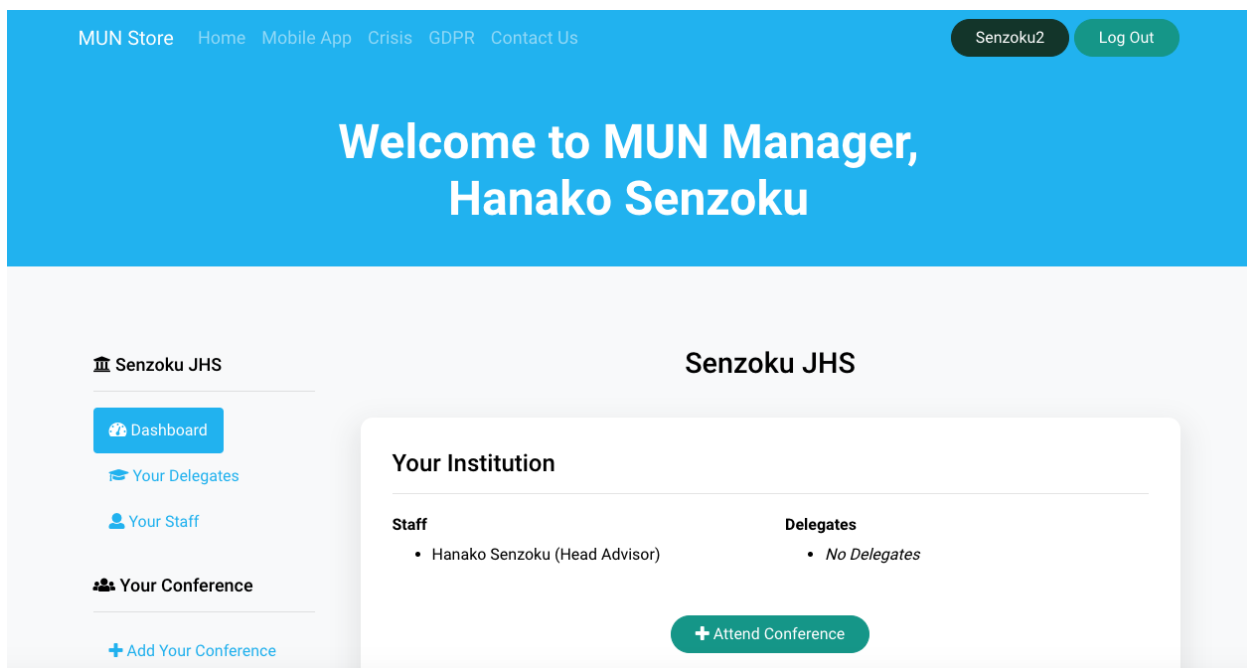 MUN Store Home Mobile App Crisis GDPR Contact Us Senzoku2 Log Out
Welcome to MUN Manager,
Hanako Senzoku
Senzoku JHS
Dashboard
Your Delegates
Your Staff
Your Conference
Add Your Conference
Senzoku JHS
Your Institution
Staff
Hanako Senzoku (Head Advisor)
Delegates
No Delegates
Attend Conference